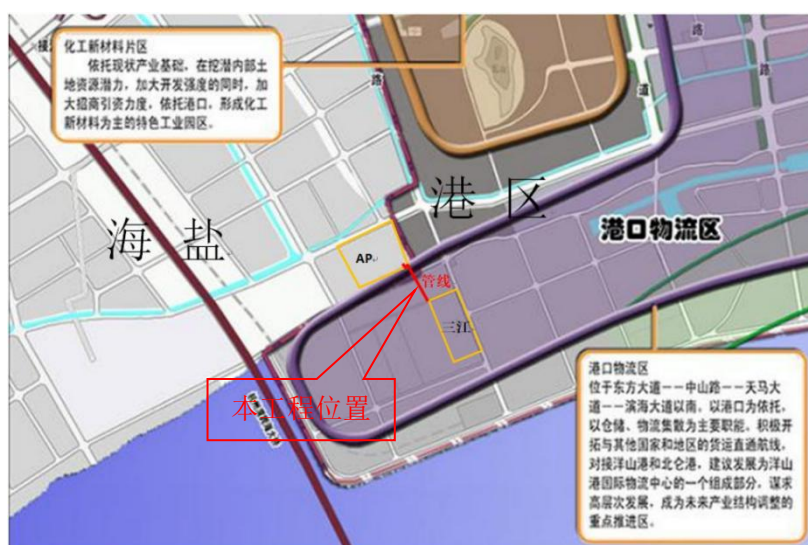 化工新材料片区
依托现状产业基础，在挖潜内部土
地资源潜力，加大开发强度的同时，加
大招商引资力度，依托港口，形成化工
新材料为主的特色工业园区。
路
道
路
路
港 区
海 盐
港口物流区
AP
管线
三江
本工程位置
港口物流区
位于东方大道——中山路——天马大
道——滨海大道以南，以港口为依托，
以仓储、物流集散为主要职能，积极开
拓与其他国家和地区的货运直通航线，
对接洋山港和北仑港，建议发展为洋山
港国际物流中心的一个组成部分，谋求
高层次发展，成为未来产业结构调整的
重点推进区。